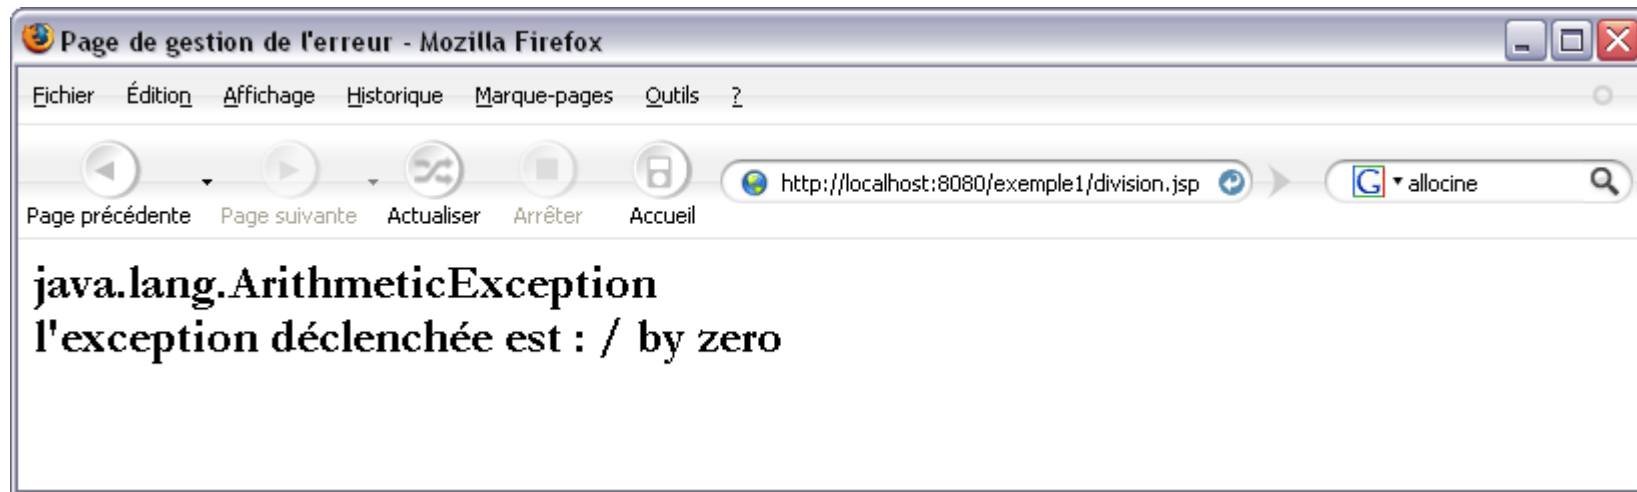 Page de gestion de l'erreur - Mozilla Firefox
Fichier Édition Affichage Historique Marque-pages Outils ?
http://localhost:8080/exemple1/division.jsp G allocine
Page précédente Page suivante Actualiser Arrêter Accueil
java.lang.ArithmeticException
l'exception déclenchée est : / by zero